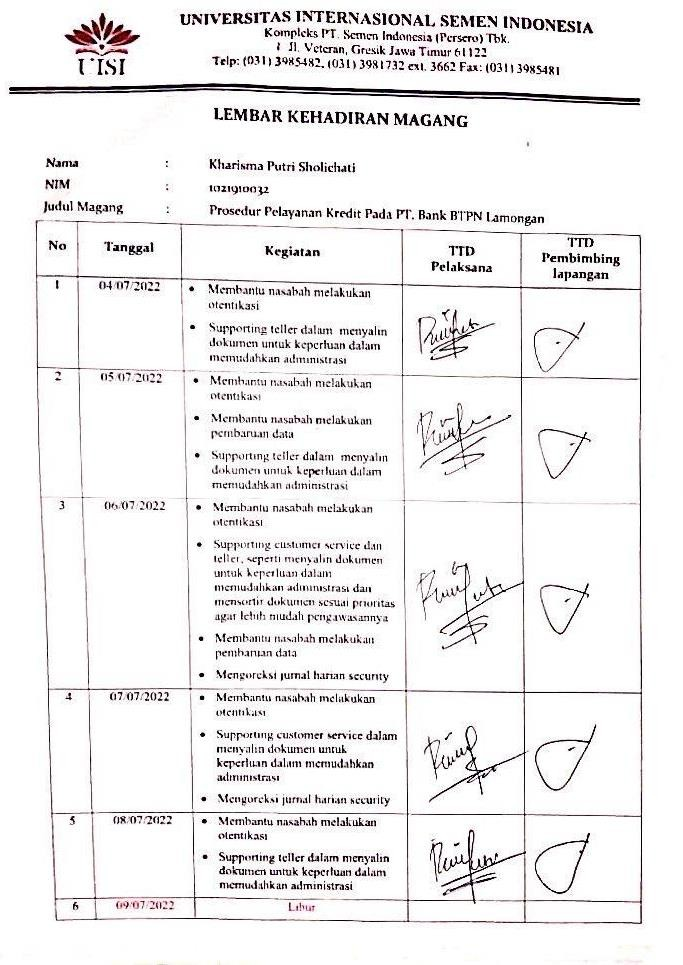 UISI
UNIVERSITAS INTERNASIONAL SEMEN INDONESIA
Kompleks PT. Semen Indonesia (Persero) Tbk.
Jl. Veteran, Gresik Jawa Timur 61122
Telp: (031) 3985482, (031) 3981732 ext. 3662 Fax: (031) 3985481
LEMBAR KEHADIRAN MAGANG
Nama : Kharisma Putri Sholichati
NIM : 1021910032
Judul Magang : Prosedur Pelayanan Kredit Pada PT. Bank BTPN Lamongan
No Tanggal Kegiatan TTD Pelaksana TTD Pembimbing lapangan
1 04/07/2022 • Membantu nasabah melakukan
otentikasi
• Supporting teller dalam menyalin
dokumen untuk keperluan dalam
memudahkan administrasi
2 05/07/2022 • Membantu nasabah melakukan
otentikasi
• Membantu nasabah melakukan
pembaruan data
• Supporting teller dalam menyalin
dokumen untuk keperluan dalam
memudahkan administrasi
3 06/07/2022 • Membantu nasabah melakukan
otentikasi
• Supporting customer service dan
teller, seperti menyalin dokumen
untuk keperluan dalam
memudahkan administrasi dan
mensortir dokumen sesuai prioritas
agar lebih mudah pengawasannya
• Membantu nasabah melakukan
pembaruan data
• Mengoreksi jurnal harian security
4 07/07/2022 • Membantu nasabah melakukan
otentikasi
• Supporting customer service dalam
menyalin dokumen untuk
keperluan dalam memudahkan
administrasi
• Mengoreksi jurnal harian security
5 08/07/2022 • Membantu nasabah melakukan
otentikasi
• Supporting teller dalam menyalin
dokumen untuk keperluan dalam
memudahkan administrasi
6 09/07/2022 Libur